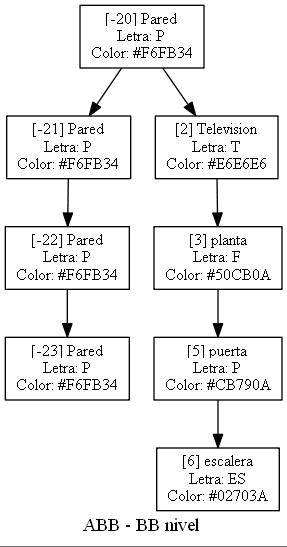 [-20] Pared
Letra: P
Color: #F6FB34
[-21] Pared
Letra: P
Color: #F6FB34
[2] Television
Letra: T
Color: #E6E6E6
[-22] Pared
Letra: P
Color: #F6FB34
[3] planta
Letra: F
Color: #50CB0A
[-23] Pared
Letra: P
Color: #F6FB34
[5] puerta
Letra: P
Color: #CB790A
[6] escalera
Letra: ES
Color: #02703A
ABB - BB nivel